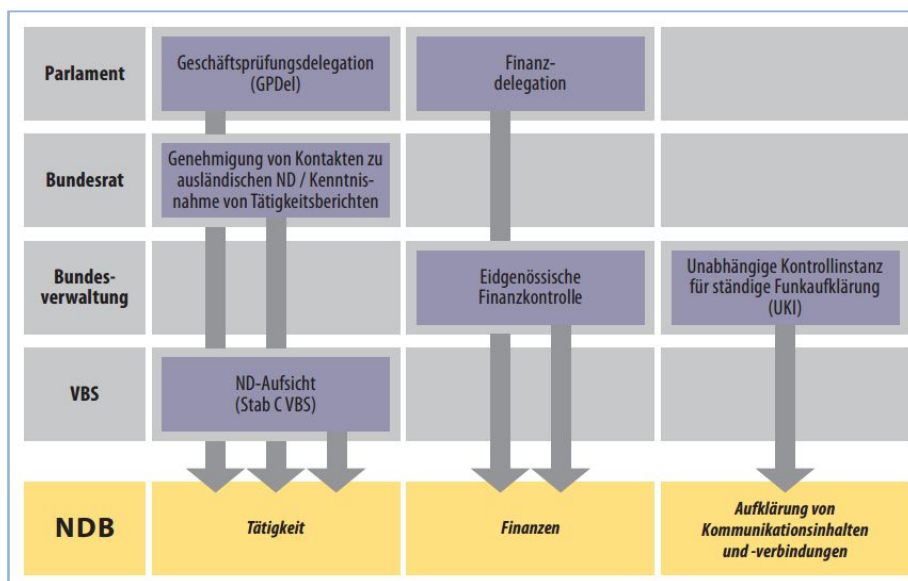 Parlament
Geschäftsprüfungsdelegation
(GPDel)
Finanz-
delegation
Bundesrat
Genehmigung von Kontakten zu
ausländischen ND / Kenntnis-
nahme von Tätigkeitsberichten
Bundes-
verwaltung
Eidgenössische
Finanzkontrolle
Unabhängige Kontrollinstanz
für ständige Funkaufklärung
(UKI)
VBS
ND-Aufsicht
(Stab C VBS)
NDB
Tätigkeit
Finanzen
Aufklärung von
Kommunikationsinhalten
und -verbindungen